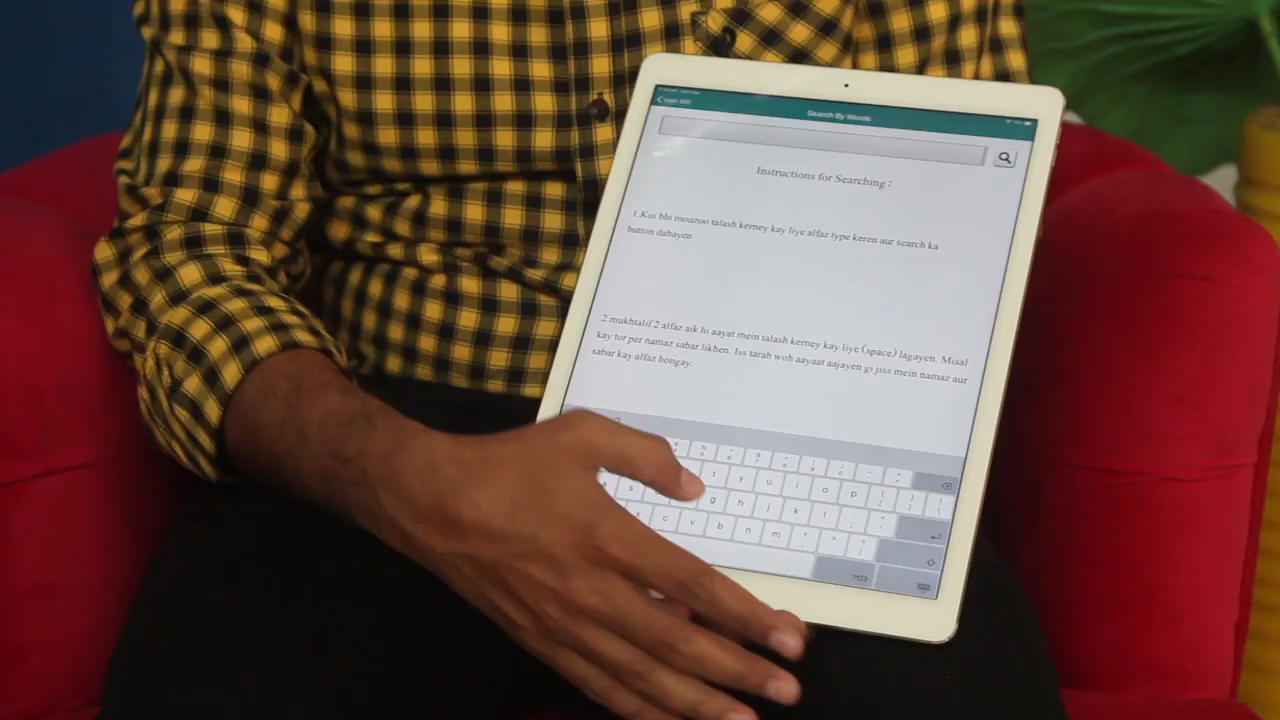 Search By Words
Instructions for Searching :
1.Koi bhi mouzoo talash kerney kay liye alfaz type keren aur search ka
button dabayen
2.mukhtalif 2 alfaz aik hi aayat mein talash kerney kay liye (space) lagayen. Misal
kay tor per namaz sabar likhen. Iss tarah woh aayaat aajayen gi jiss mein namaz aur
sabar kay alfaz hongay.
t y u i o p
a s g h j k l
x c v b n m
?123